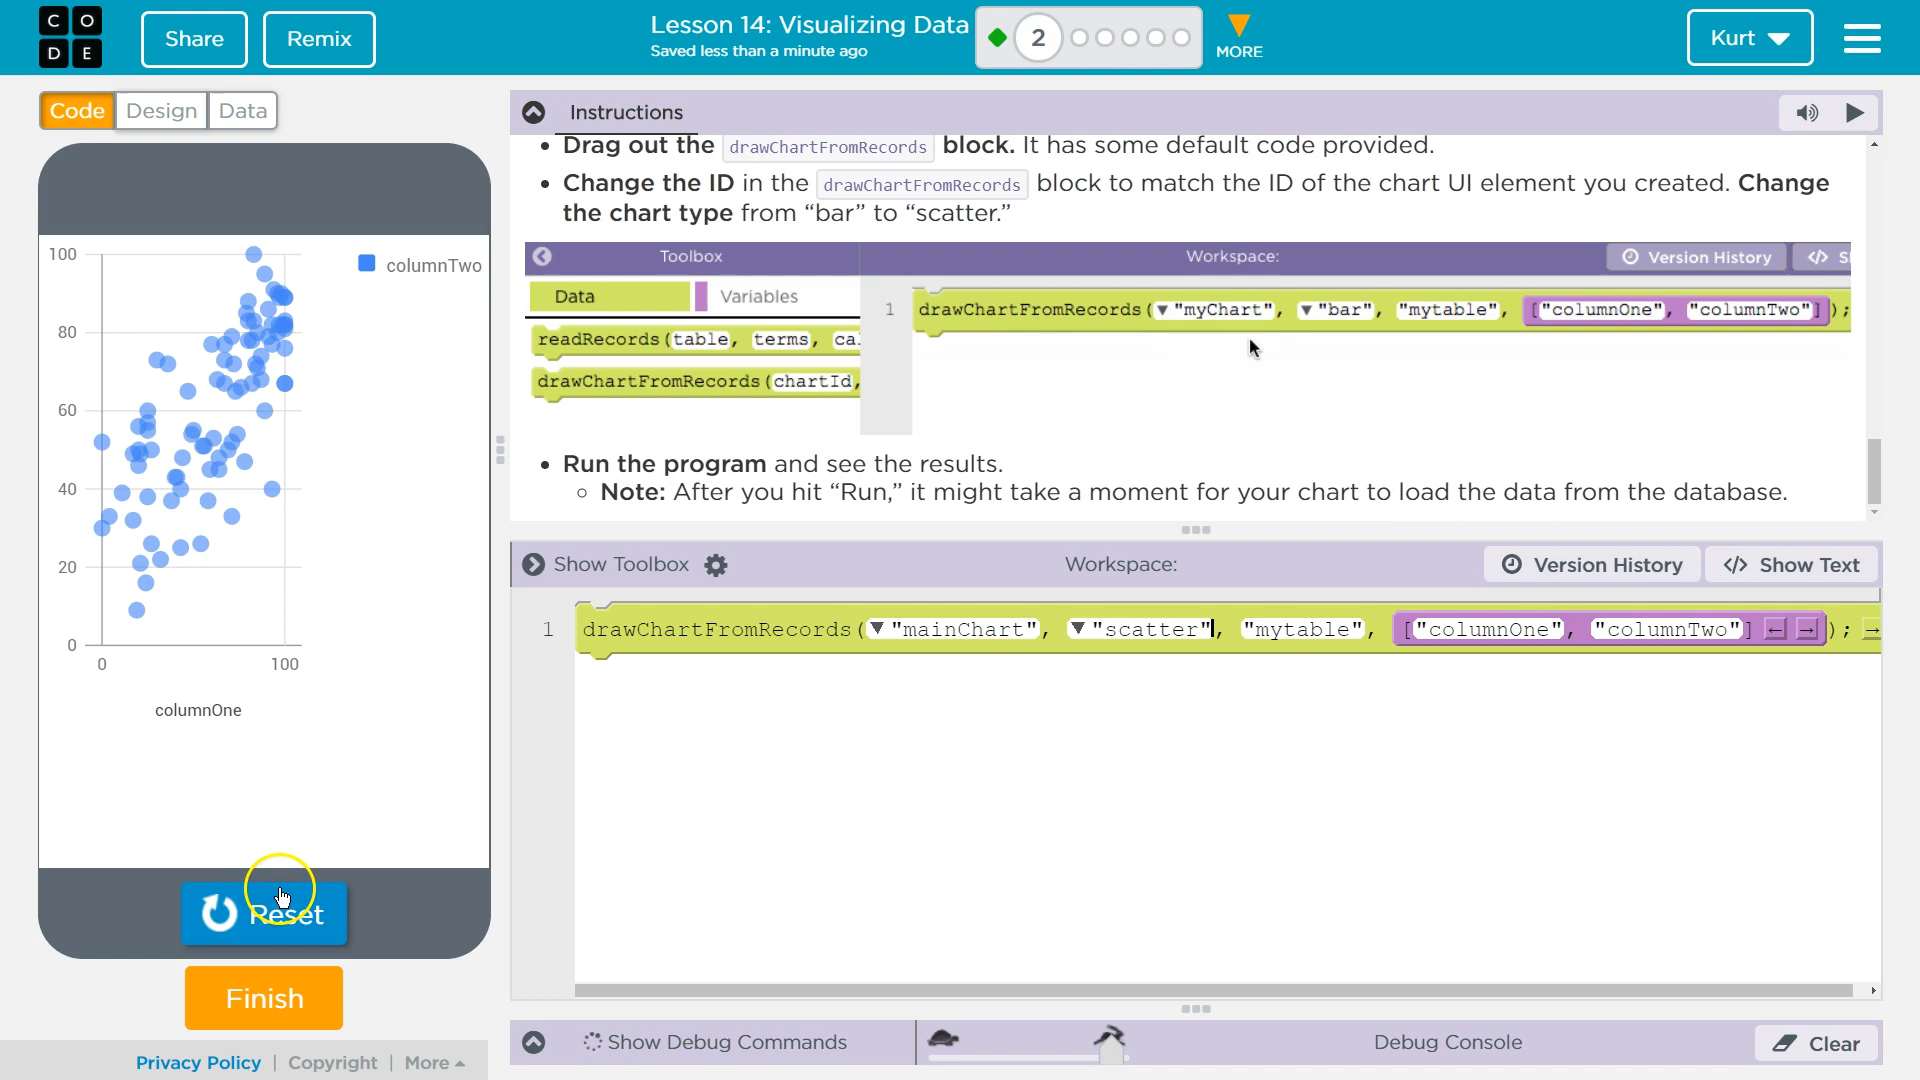 C O
D E
Share
Remix
Lesson 14: Visualizing Data
Saved less than a minute ago
2
MORE
Kurt
Code
Design
Data
Instructions
Drag out the drawChartFromRecords block. It has some default code provided.
Change the ID in the drawChartFromRecords block to match the ID of the chart UI element you created. Change
the chart type from “bar” to “scatter.”
Toolbox
Workspace:
Version History
</> S
Data
Variables
readRecords(table, terms, cal
drawChartFromRecords(chartId,
1
drawChartFromRecords(▼"myChart", ▼"bar", "mytable", ["columnOne", "columnTwo"]);
Run the program and see the results.
Note: After you hit “Run,” it might take a moment for your chart to load the data from the database.
100
80
60
40
20
0
0
100
columnTwo
columnOne
Reset
Finish
Show Toolbox
Workspace:
Version History
</> Show Text
1
drawChartFromRecords(▼"mainChart", ▼"scatter", "mytable", ["columnOne", "columnTwo"] ← →); →
Show Debug Commands
Debug Console
Clear
Privacy Policy | Copyright | More